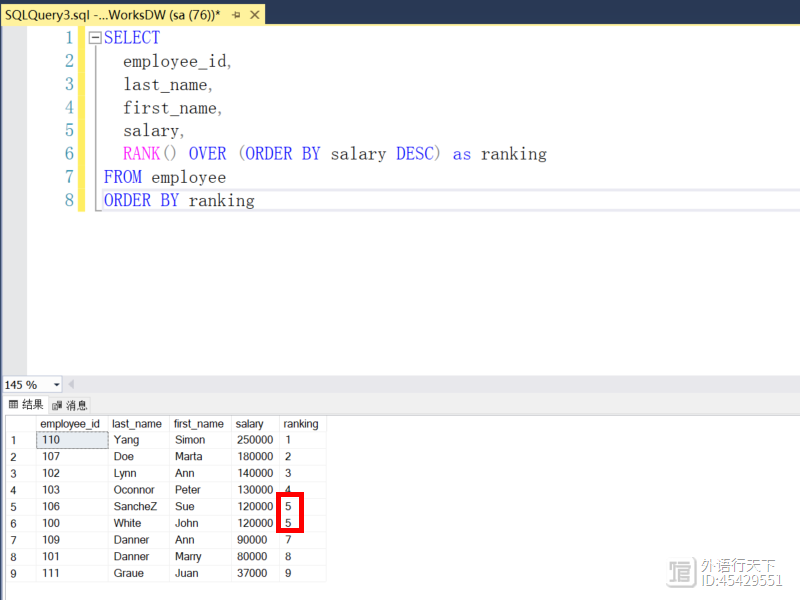 SQLQuery3.sql -...WorksDW (sa (76))*
1 SELECT
2 employee_id,
3 last_name,
4 first_name,
5 salary,
6 RANK() OVER (ORDER BY salary DESC) as ranking
7 FROM employee
8 ORDER BY ranking
145 %
结果 消息
employee_id last_name first_name salary ranking
1 110 Yang Simon 250000 1
2 107 Doe Marta 180000 2
3 102 Lynn Ann 140000 3
4 103 Oconnor Peter 130000 4
5 106 SancheZ Sue 120000 5
6 100 White John 120000 5
7 109 Danner Ann 90000 7
8 101 Danner Marry 80000 8
9 111 Graue Juan 37000 9
外语行天下
ID:45429551